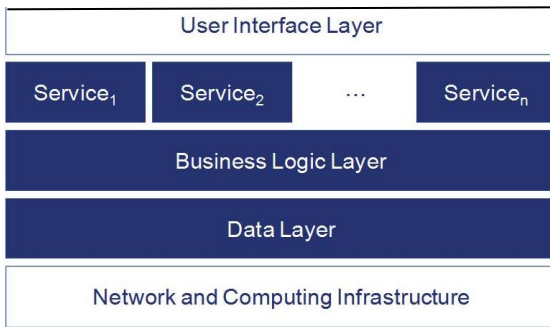 User Interface Layer
Service₁ Service₂ ... Serviceₙ
Business Logic Layer
Data Layer
Network and Computing Infrastructure